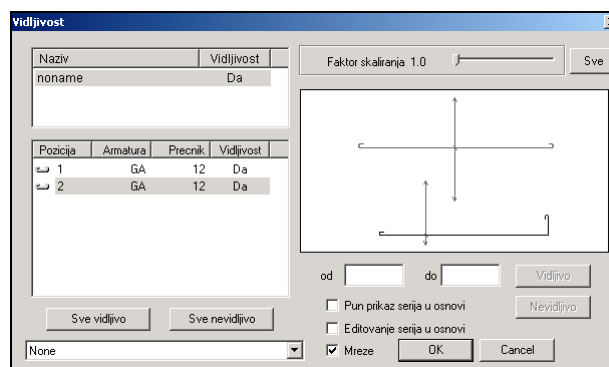 Vidljivost
Naziv Vidljivost
noname Da
Faktor skaliranja 1.0
Sve
Pozicija Armatura Precnik Vidljivost
1 GA 12 Da
2 GA 12 Da
od do Vidljivo
Nevidljivo
Pun prikaz serija u osnovi
Editovanje serija u osnovi
Mreze
Sve vidljivo Sve nevidljivo
None
OK Cancel